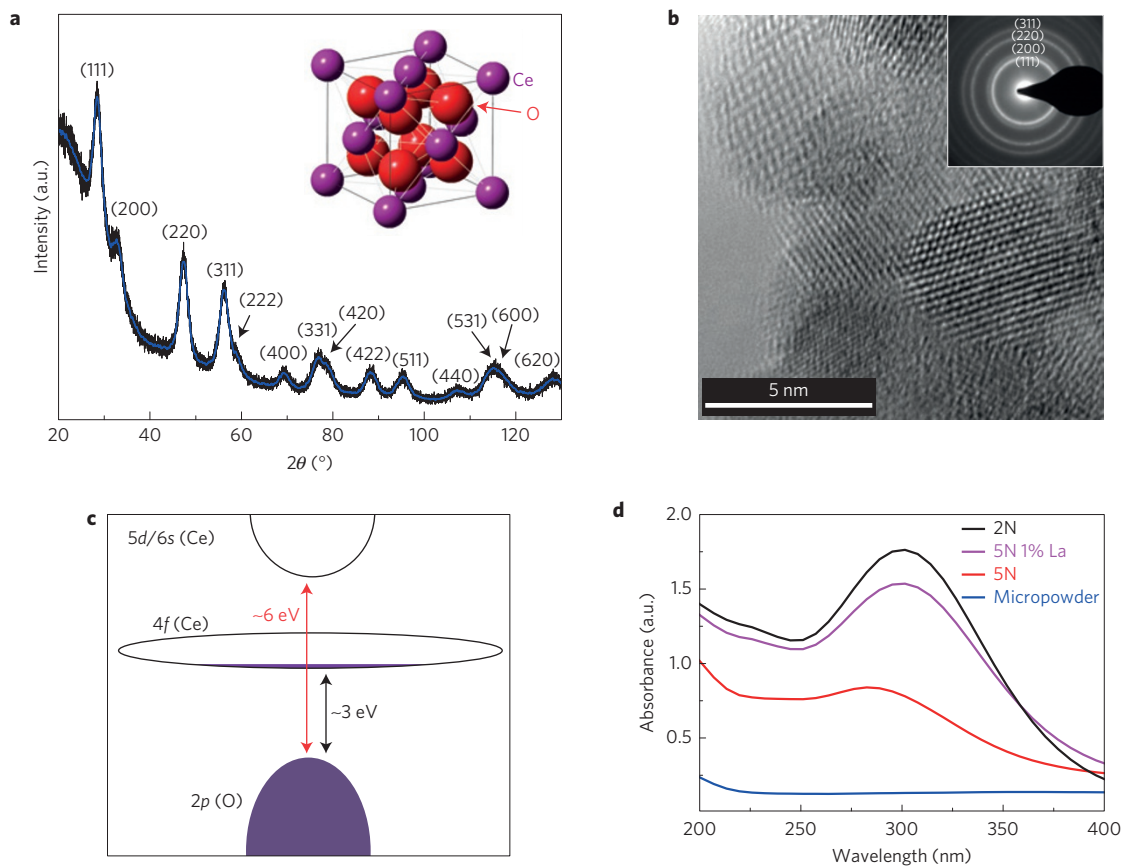 a
Intensity (a.u.)
(111)
(200)
(220)
(311)
(222)
(400)
(331)
(420)
(422)
(511)
(440)
(531)
(600)
(620)
Ce
O
20 40 60 80 100 120
2θ (°)
b
(311)
(220)
(200)
(111)
5 nm
c
5d/6s (Ce)
~6 eV
4f (Ce)
~3 eV
2p (O)
d
Absorbance (a.u.)
2.0
1.5
1.0
0.5
2N
5N 1% La
5N
Micropowder
200 250 300 350 400
Wavelength (nm)